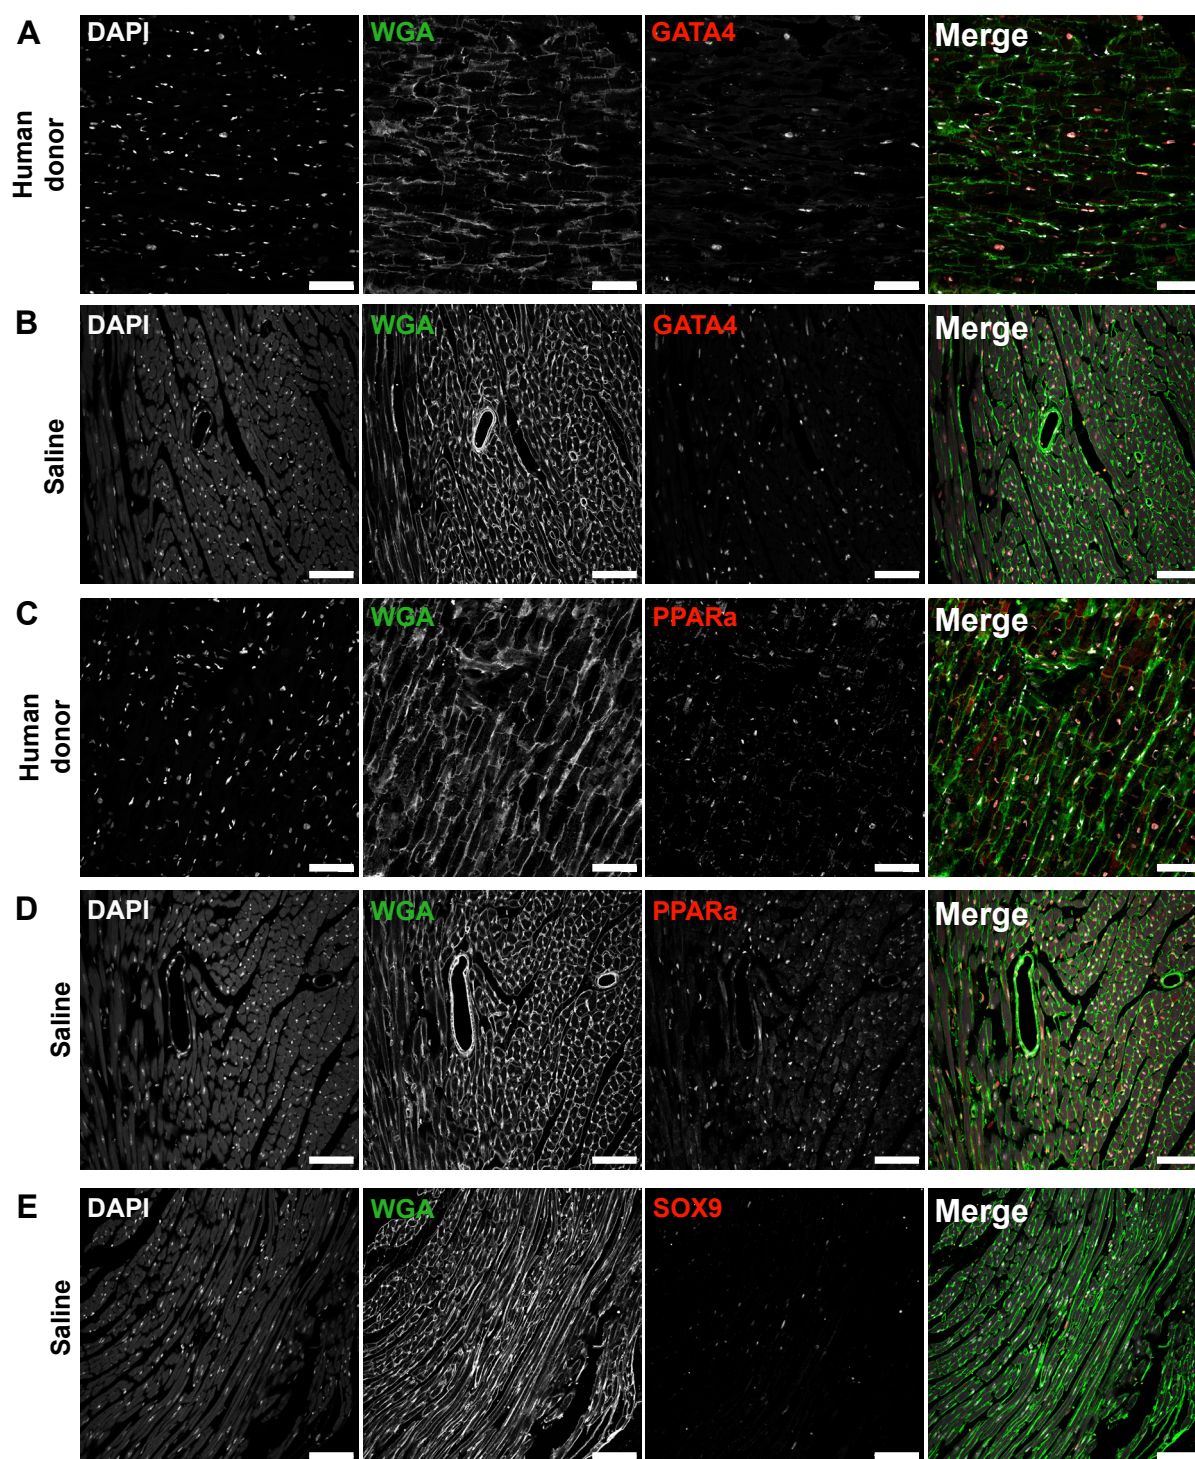 A
Human
donor
DAPI
WGA
GATA4
Merge
B
Saline
DAPI
WGA
GATA4
Merge
C
Human
donor
WGA
PPARa
Merge
D
Saline
DAPI
WGA
PPARa
Merge
E
Saline
DAPI
WGA
SOX9
Merge